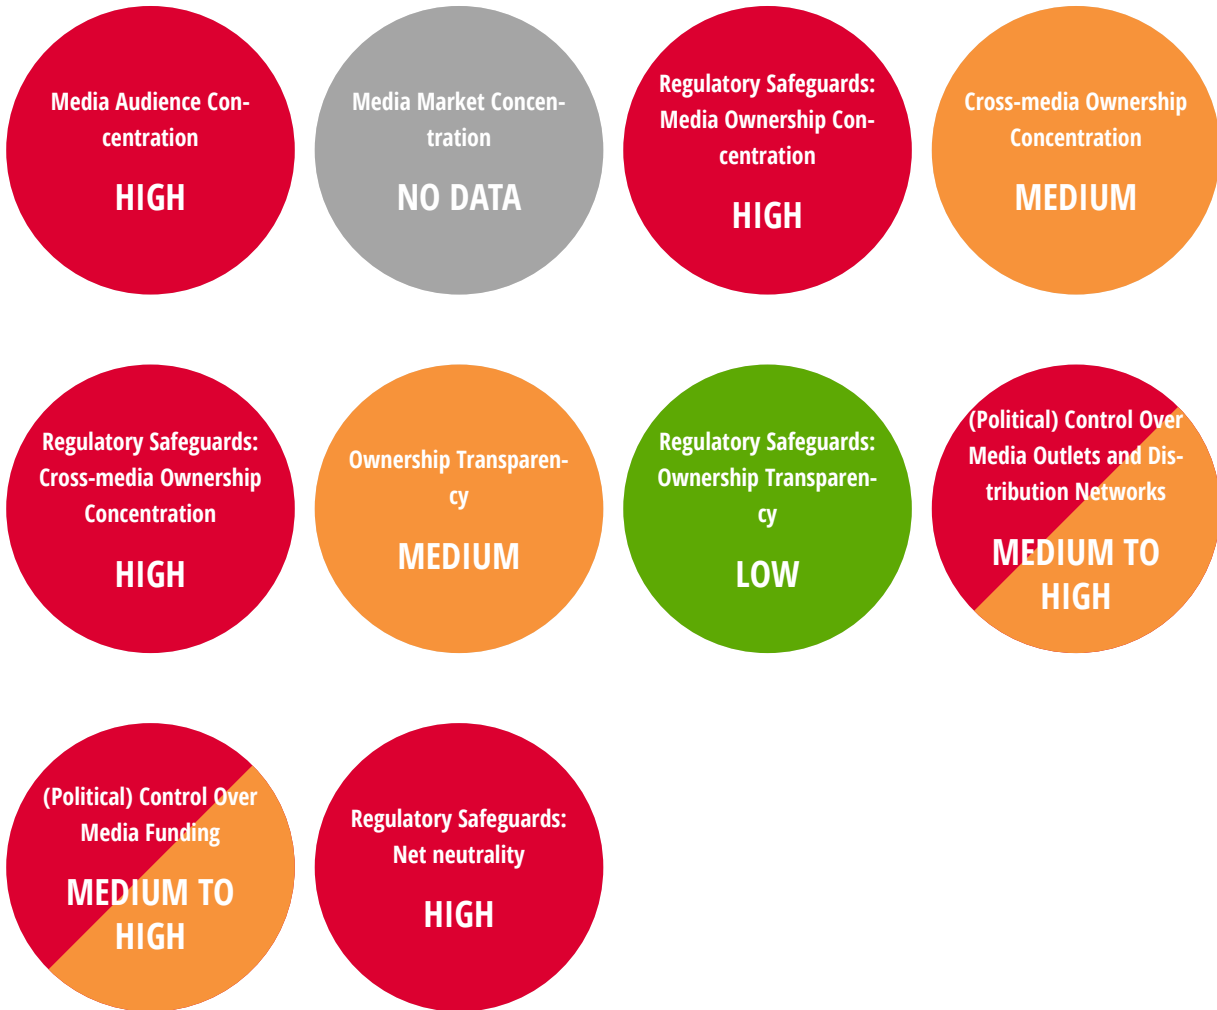 Media Audience Con-
centration
HIGH
Media Market Concen-
tration
NO DATA
Regulatory Safeguards:
Media Ownership Con-
centration
HIGH
Cross-media Ownership
Concentration
MEDIUM
Regulatory Safeguards:
Cross-media Ownership
Concentration
HIGH
Ownership Transparen-
cy
MEDIUM
Regulatory Safeguards:
Ownership Transparen-
cy
LOW
(Political) Control Over
Media Outlets and Dis-
tribution Networks
MEDIUM TO
HIGH
(Political) Control Over
Media Funding
MEDIUM TO
HIGH
Regulatory Safeguards:
Net neutrality
HIGH